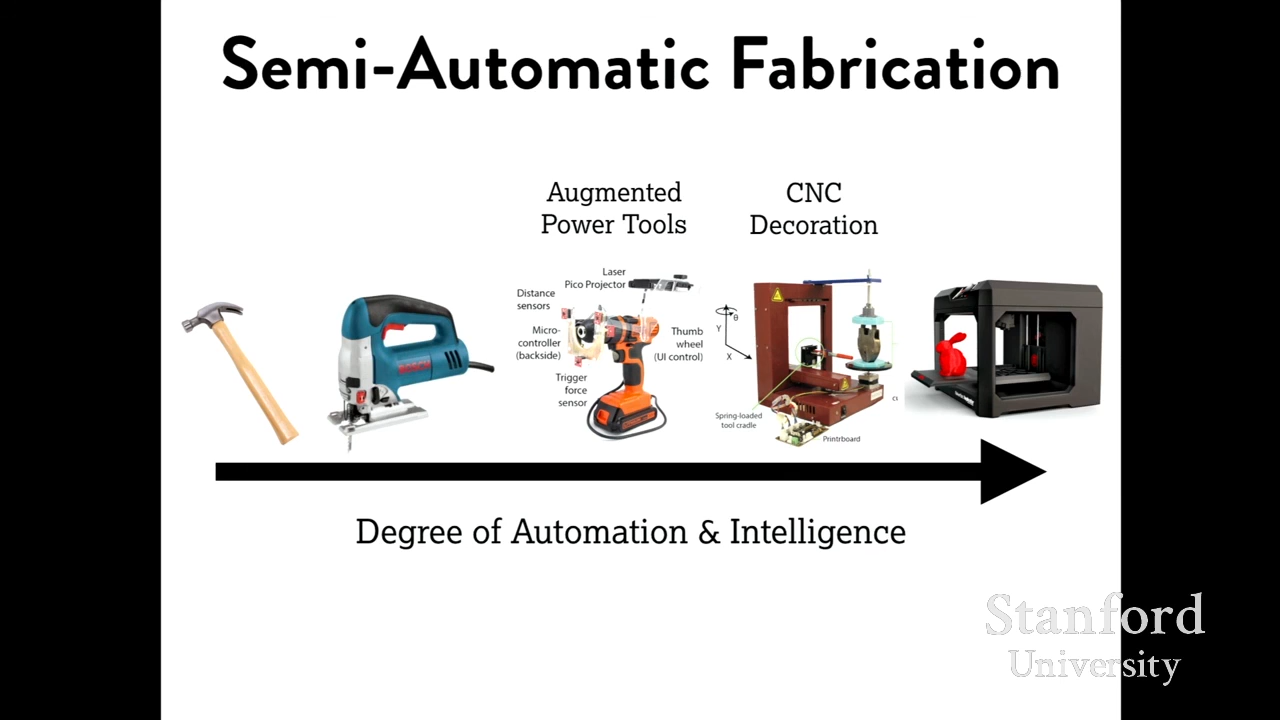 Semi-Automatic Fabrication
Augmented
Power Tools
CNC
Decoration
Laser
Pico Projector
Distance
sensors
Micro-
controller
(backside)
Trigger
force
sensor
Thumb
wheel
(UI control)
θ
Y
X
Spring-loaded
tool cradle
Printrboard
BOSCH
Degree of Automation & Intelligence
Stanford
University